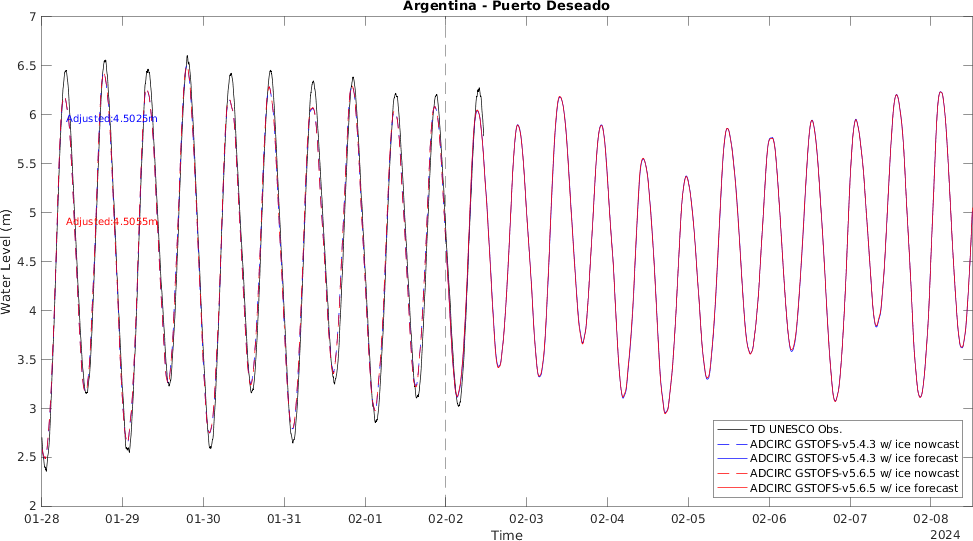 Argentina - Puerto Deseado
Water Level (m)
7
6.5
6
5.5
5
4.5
4
3.5
3
2.5
2
Adjusted:4.5025m
Adjusted:4.5055m
TD UNESCO Obs.
ADCIRC GSTOFS-v5.4.3 w/ ice nowcast
ADCIRC GSTOFS-v5.4.3 w/ ice forecast
ADCIRC GSTOFS-v5.6.5 w/ ice nowcast
ADCIRC GSTOFS-v5.6.5 w/ ice forecast
01-28 01-29 01-30 01-31 02-01 02-02 02-03 02-04 02-05 02-06 02-07 02-08
Time
2024